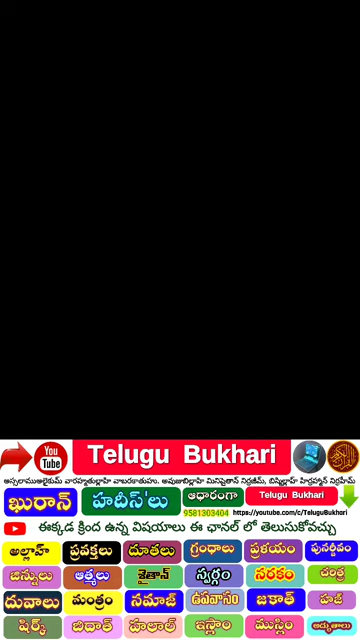 You Tube Telugu Bukhari
అస్సలాముఅలైకుమ్ వారహ్మతుల్లాహి వాబరకాతుహు. అవుజుబిల్లాహి మినషైతాన్ నిర్రజీమ్, బిస్మిల్లాహ్ హిర్రహ్మాన్ నిర్రహీమ్
ఖురాన్ హదీస్'లు ఆధారంగా Telugu Bukhari
9581303404 https://youtube.com/c/TeluguBukhari
ఈక్కడ క్రింద ఉన్న విషయాలు ఈ ఛానల్ లో తెలుసుకోవచ్చు
అల్లాహ్ ప్రవక్తలు దూతలు గ్రంధాలు ప్రళయం పునర్జీవం
జిన్నులు ఆత్మలు షైతాన్ స్వర్గం నరకం చరిత్ర
దువాలు మంత్రం నమాజ్ ఉపవాసం జకాత్ హజ్
షిర్క్ బిదాత్ హలాల్ ఇస్లాం ముస్లిం అద్భుతాలు